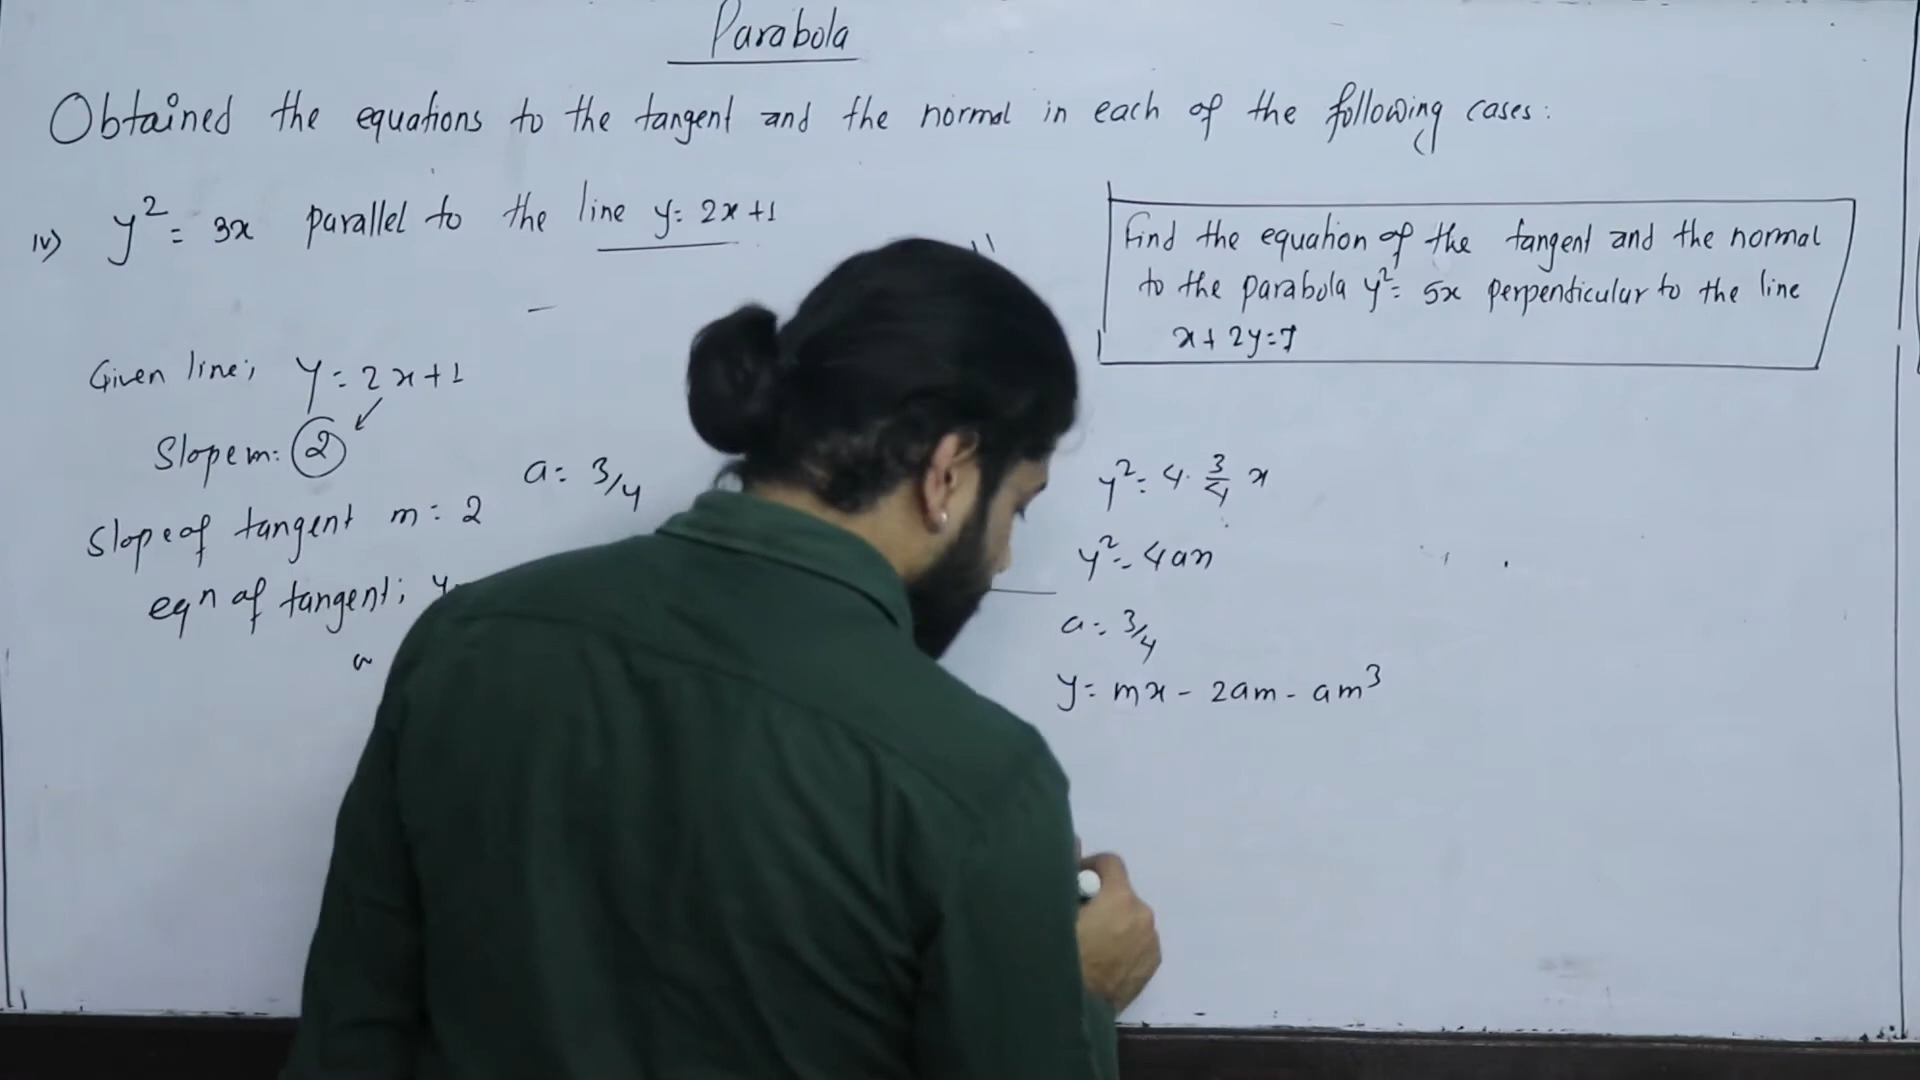 Parabola
Obtained the equations to the tangent and the normal in each of the following cases:
iv) y² = 3x parallel to the line y = 2x+1
Find the equation of the tangent and the normal
to the parabola y² = 5x perpendicular to the line
x + 2y = 7
Given line; y = 2x+1
Slope m: 2
a = 3/4
Slope of tangent m = 2
eqn of tangent; y
y² = 4·3/4 x
y² = 4ax
a = 3/4
y = mx - 2am - am³